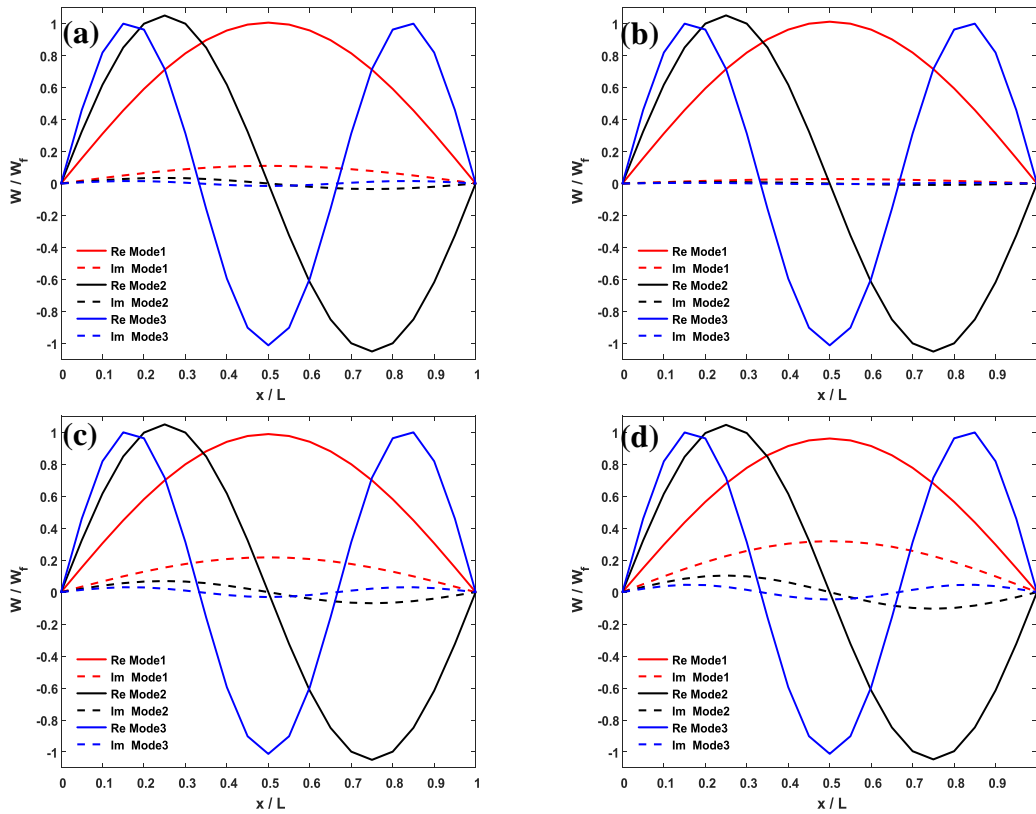 (a)
1
0.8
0.6
0.4
0.2
0
-0.2
-0.4
-0.6
-0.8
-1
W / W_f
Re Mode1
Im Mode1
Re Mode2
Im Mode2
Re Mode3
Im Mode3
0 0.1 0.2 0.3 0.4 0.5 0.6 0.7 0.8 0.9 1
x / L
(b)
1
0.8
0.6
0.4
0.2
0
-0.2
-0.4
-0.6
-0.8
-1
W / W_f
Re Mode1
Im Mode1
Re Mode2
Im Mode2
Re Mode3
Im Mode3
0 0.1 0.2 0.3 0.4 0.5 0.6 0.7 0.8 0.9
x / L
(c)
1
0.8
0.6
0.4
0.2
0
-0.2
-0.4
-0.6
-0.8
-1
W / W_f
Re Mode1
Im Mode1
Re Mode2
Im Mode2
Re Mode3
Im Mode3
0 0.1 0.2 0.3 0.4 0.5 0.6 0.7 0.8 0.9 1
x / L
(d)
1
0.8
0.6
0.4
0.2
0
-0.2
-0.4
-0.6
-0.8
-1
W / W_f
Re Mode1
Im Mode1
Re Mode2
Im Mode2
Re Mode3
Im Mode3
0 0.1 0.2 0.3 0.4 0.5 0.6 0.7 0.8 0.9
x / L